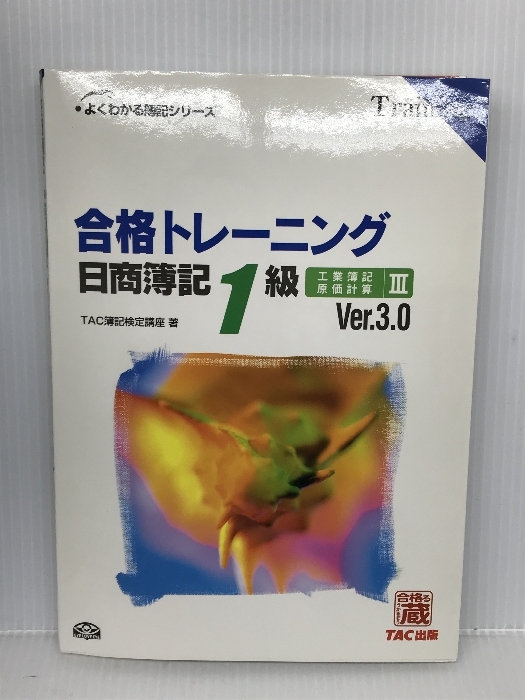 よくわかる簿記シリーズ
合格トレーニング
日商簿記1級
工業簿記
原価計算
III
Ver.3.0
TAC簿記検定講座 著
合格る
蔵
TAC出版